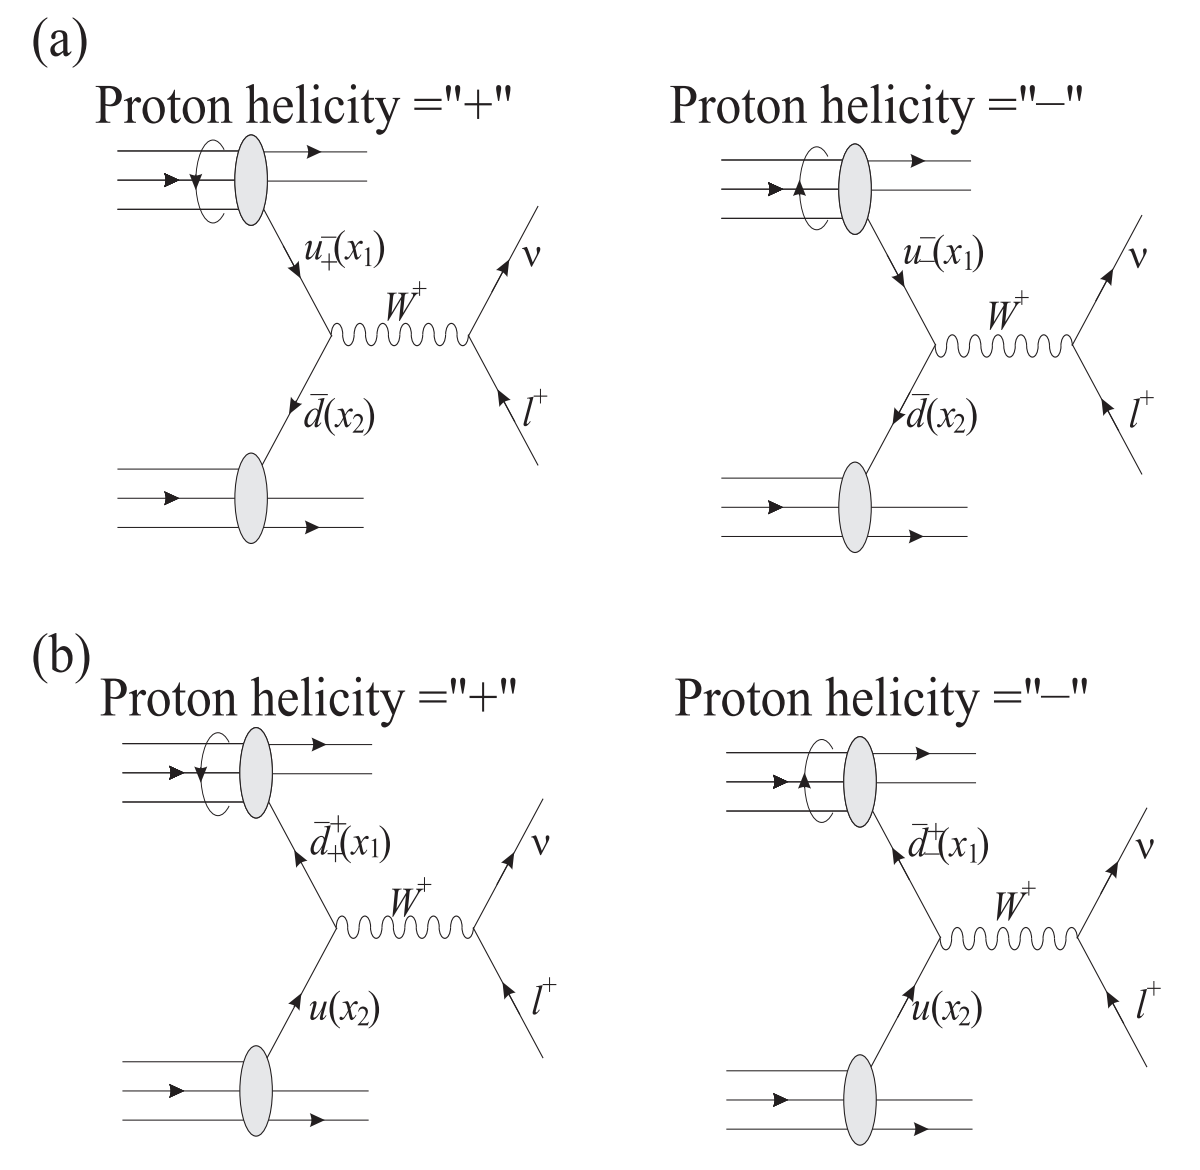 (a)
Proton helicity ="+"
Proton helicity ="–"
u⁻₊(x₁)
ν
W⁺
d̅(x₂)
l⁺
u⁻₋(x₁)
ν
W⁺
d̅(x₂)
l⁺
(b)
Proton helicity ="+"
Proton helicity ="–"
d̅⁺₊(x₁)
ν
W⁺
u(x₂)
l⁺
d̅⁺₋(x₁)
ν
W⁺
u(x₂)
l⁺